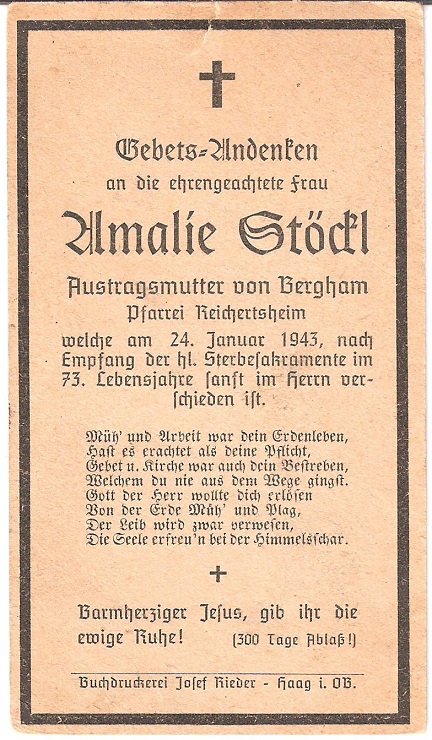 Gebets-Andenken
an die ehrengeachtete Frau
Amalie Stöckl
Austragsmutter von Bergham
Pfarrei Reichertsheim
welche am 24. Januar 1943, nach
Empfang der hl. Sterbesakramente im
73. Lebensjahre sanft im Herrn ver-
schieden ist.
Müh' und Arbeit war dein Erdenleben,
Hast es erachtet als deine Pflicht,
Gebet u. Kirche war auch dein Bestreben,
Welchem du nie aus dem Wege gingst.
Gott der Herr wollte dich erlösen
Von der Erde Müh' und Plag,
Der Leib wird zwar verwesen,
Die Seele erfreu'n bei der Himmelsschar.
Barmherziger Jesus, gib ihr die
ewige Ruhe! (300 Tage Ablaß!)
Buchdruckerei Josef Rieder - Haag i. OB.